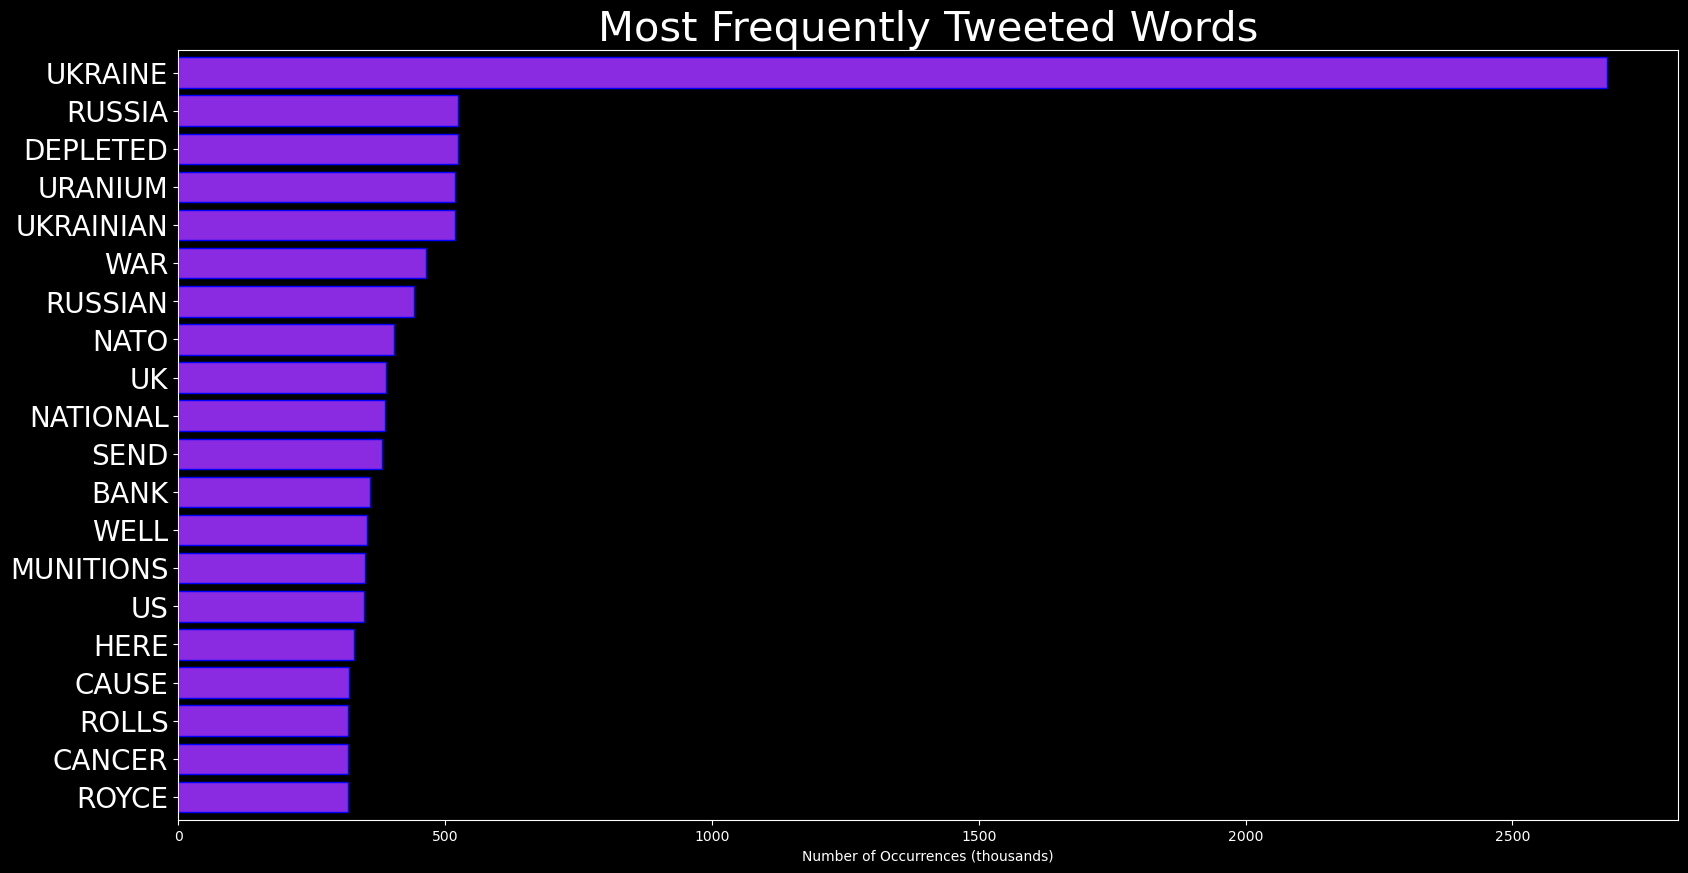 Most Frequently Tweeted Words
UKRAINE
RUSSIA
DEPLETED
URANIUM
UKRAINIAN
WAR
RUSSIAN
NATO
UK
NATIONAL
SEND
BANK
WELL
MUNITIONS
US
HERE
CAUSE
ROLLS
CANCER
ROYCE
0 500 1000 1500 2000 2500
Number of Occurrences (thousands)